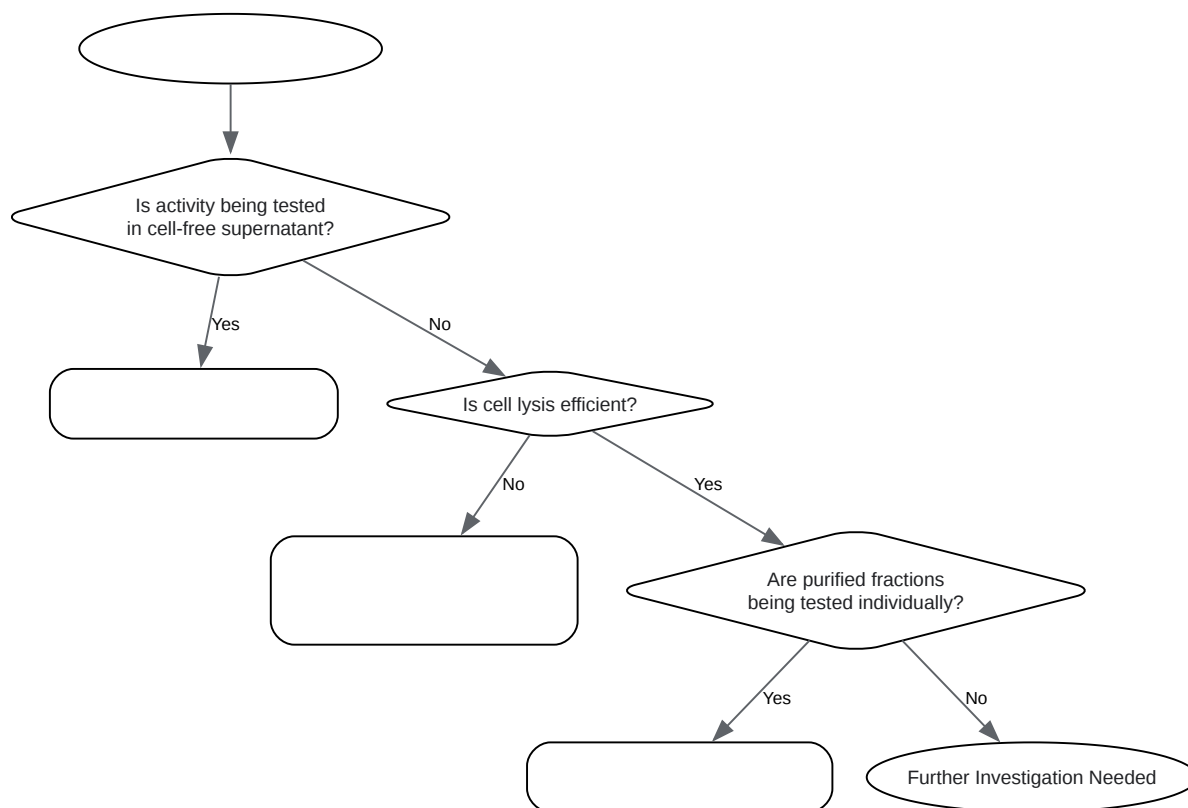 Is activity being tested
in cell-free supernatant?
Yes
No
Is cell lysis efficient?
No
Yes
Are purified fractions
being tested individually?
Yes
No
Further Investigation Needed